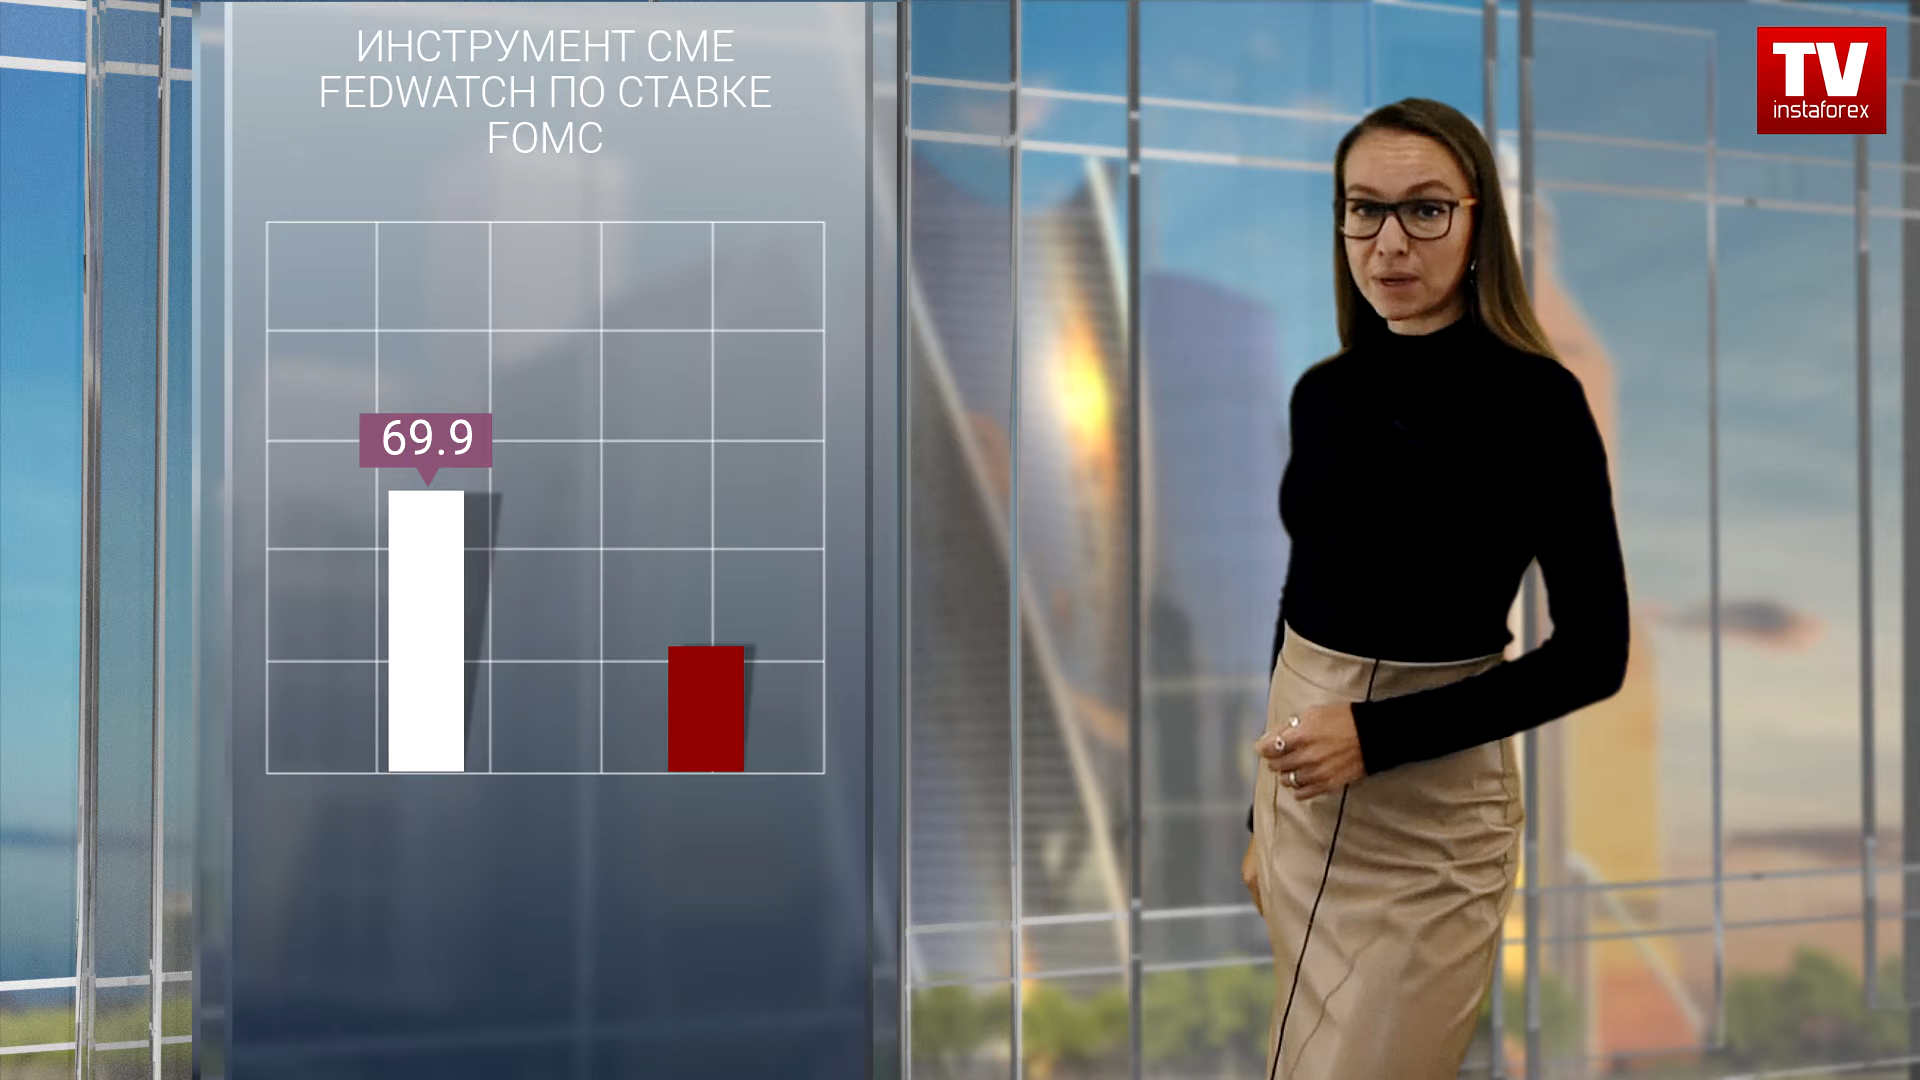 ИНСТРУМЕНТ CME
FEDWATCH ПО СТАВКЕ
FOMC
69.9
TV
instaforex